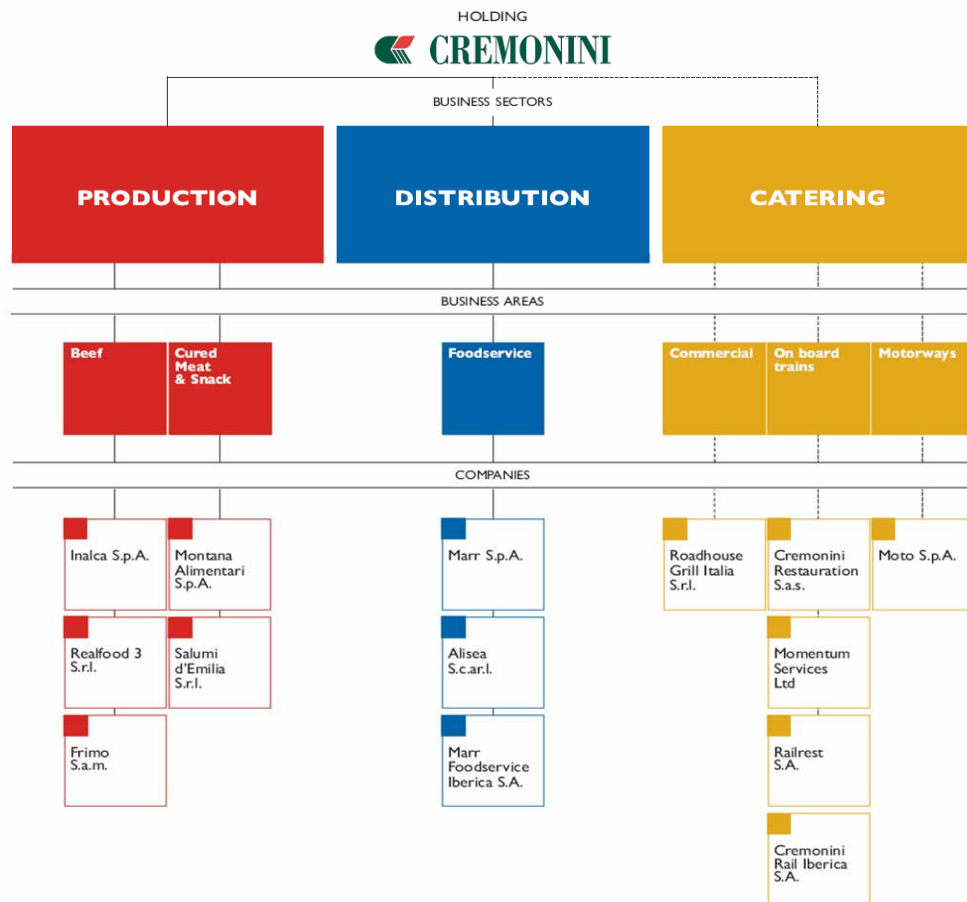 HOLDING
CREMONINI
BUSINESS SECTORS
PRODUCTION
DISTRIBUTION
CATERING
BUSINESS AREAS
Beef
Cured
Meat
& Snack
Foodservice
Commercial
On board
trains
Motorways
COMPANIES
Inalca S.p.A.
Realfood 3
S.r.l.
Frimo
S.a.m.
Montana
Alimentari
S.p.A.
Salumi
d'Emilia
S.r.l.
Marr S.p.A.
Alisea
S.c.ar.l.
Marr
Foodservice
Iberica S.A.
Roadhouse
Grill Italia
S.r.l.
Cremonini
Restauration
S.a.s.
Momentum
Services
Ltd
Railrest
S.A.
Cremonini
Rail Iberica
S.A.
Moto S.p.A.